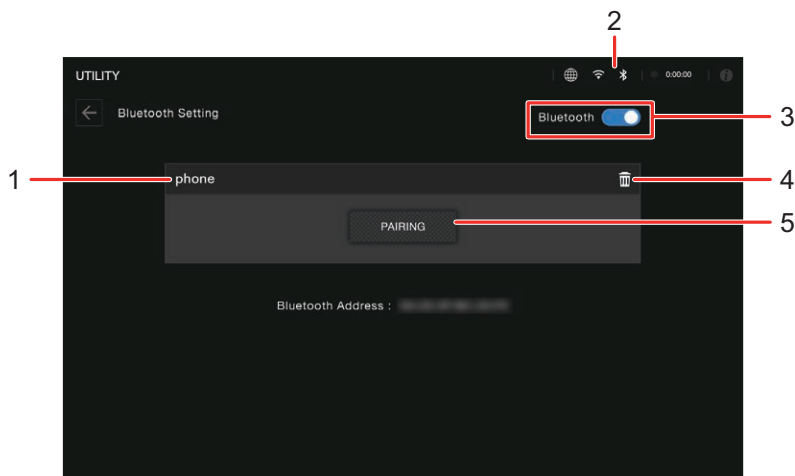 2
UTILITY
0:00:00
Bluetooth Setting
Bluetooth
3
1
phone
4
PAIRING
5
Bluetooth Address :